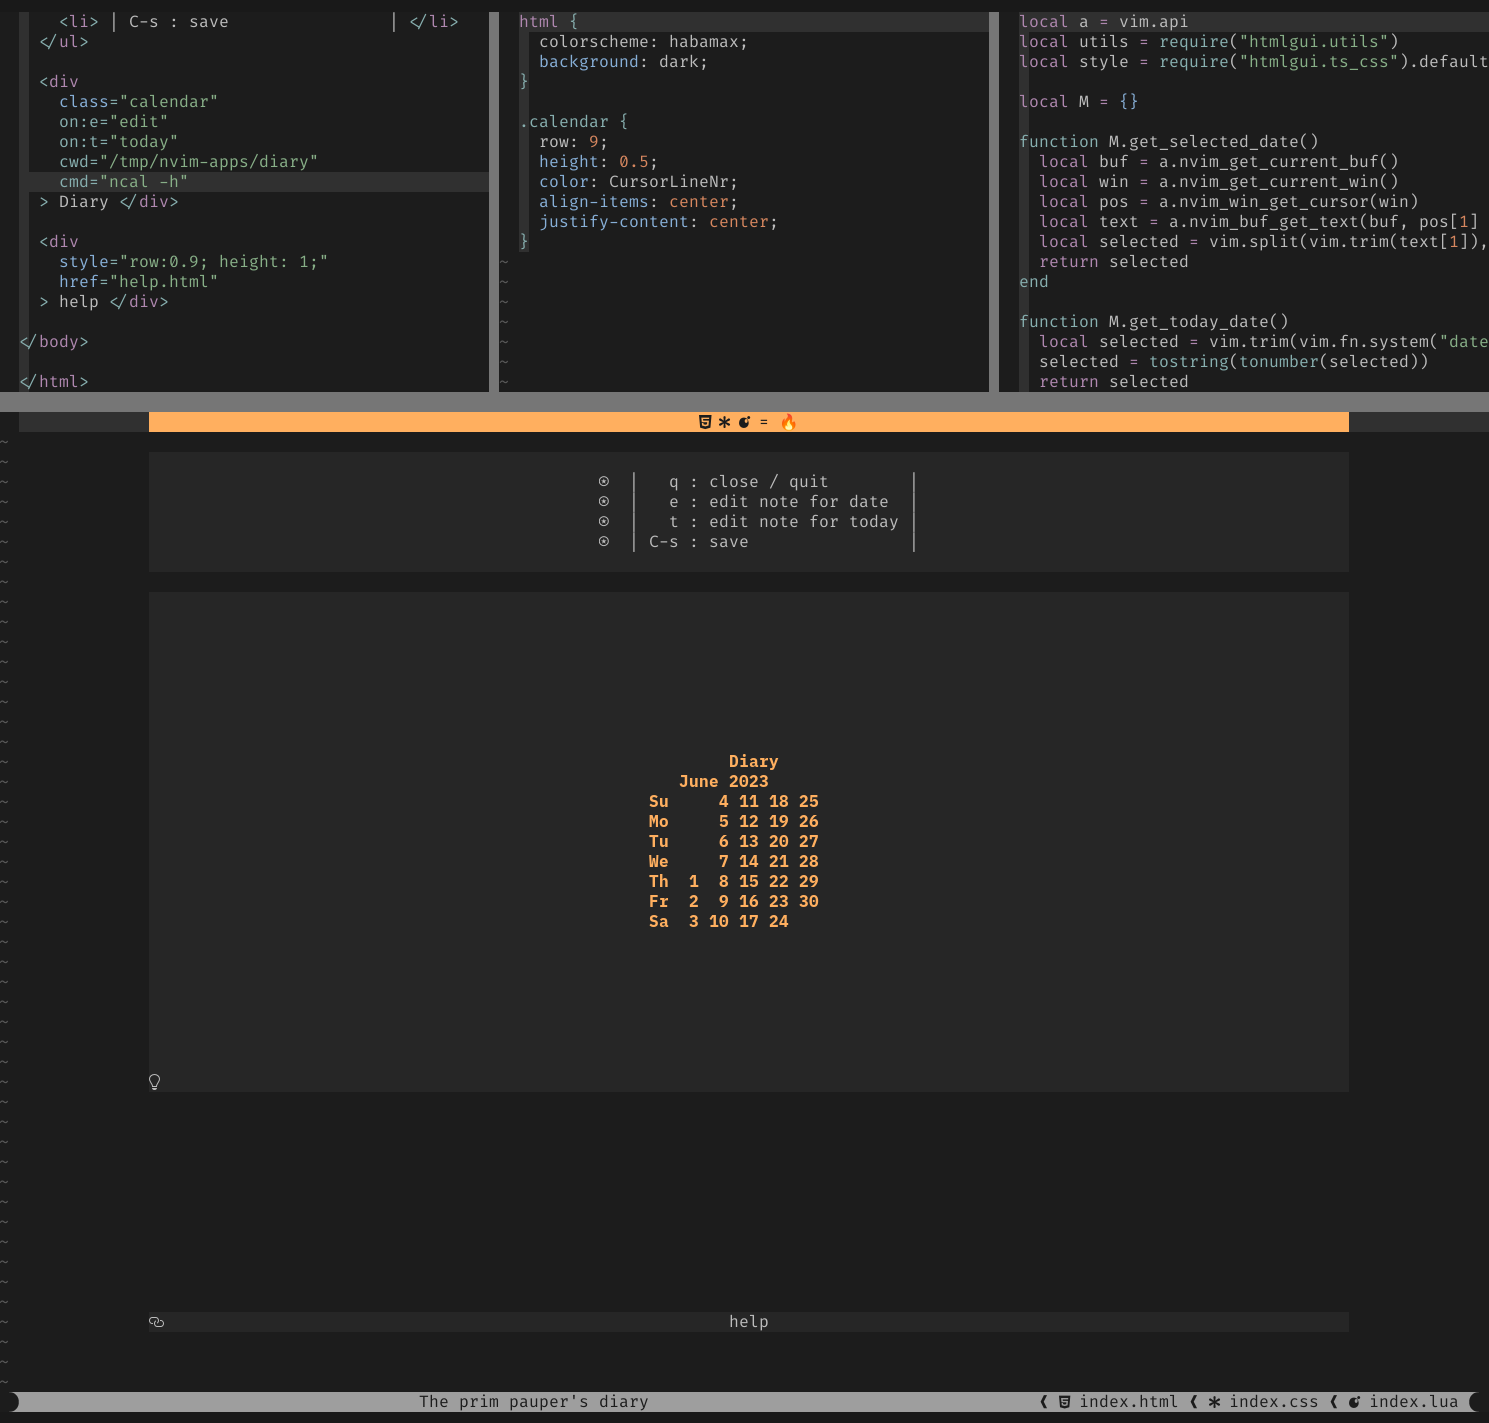 <li> | C-s : save                | </li>
  </ul>

  <div
    class="calendar"
    on:e="edit"
    on:t="today"
    cwd="/tmp/nvim-apps/diary"
    cmd="ncal -h"
  > Diary </div>

  <div
    style="row:0.9; height: 1;"
    href="help.html"
  > help </div>

</body>

</html>
html {
  colorscheme: habamax;
  background: dark;
}

.calendar {
  row: 9;
  height: 0.5;
  color: CursorLineNr;
  align-items: center;
  justify-content: center;
}
local a = vim.api
local utils = require("htmlgui.utils")
local style = require("htmlgui.ts_css").default

local M = {}

function M.get_selected_date()
  local buf = a.nvim_get_current_buf()
  local win = a.nvim_get_current_win()
  local pos = a.nvim_win_get_cursor(win)
  local text = a.nvim_buf_get_text(buf, pos[1]
  local selected = vim.split(vim.trim(text[1]),
  return selected
end

function M.get_today_date()
  local selected = vim.trim(vim.fn.system("date
  selected = tostring(tonumber(selected))
  return selected
= 🔥
|   q : close / quit        |
|   e : edit note for date  |
|   t : edit note for today |
| C-s : save                |
Diary
June 2023
Su     4 11 18 25
Mo     5 12 19 26
Tu     6 13 20 27
We     7 14 21 28
Th  1  8 15 22 29
Fr  2  9 16 23 30
Sa  3 10 17 24
help
The prim pauper's diary
index.html
index.css
index.lua